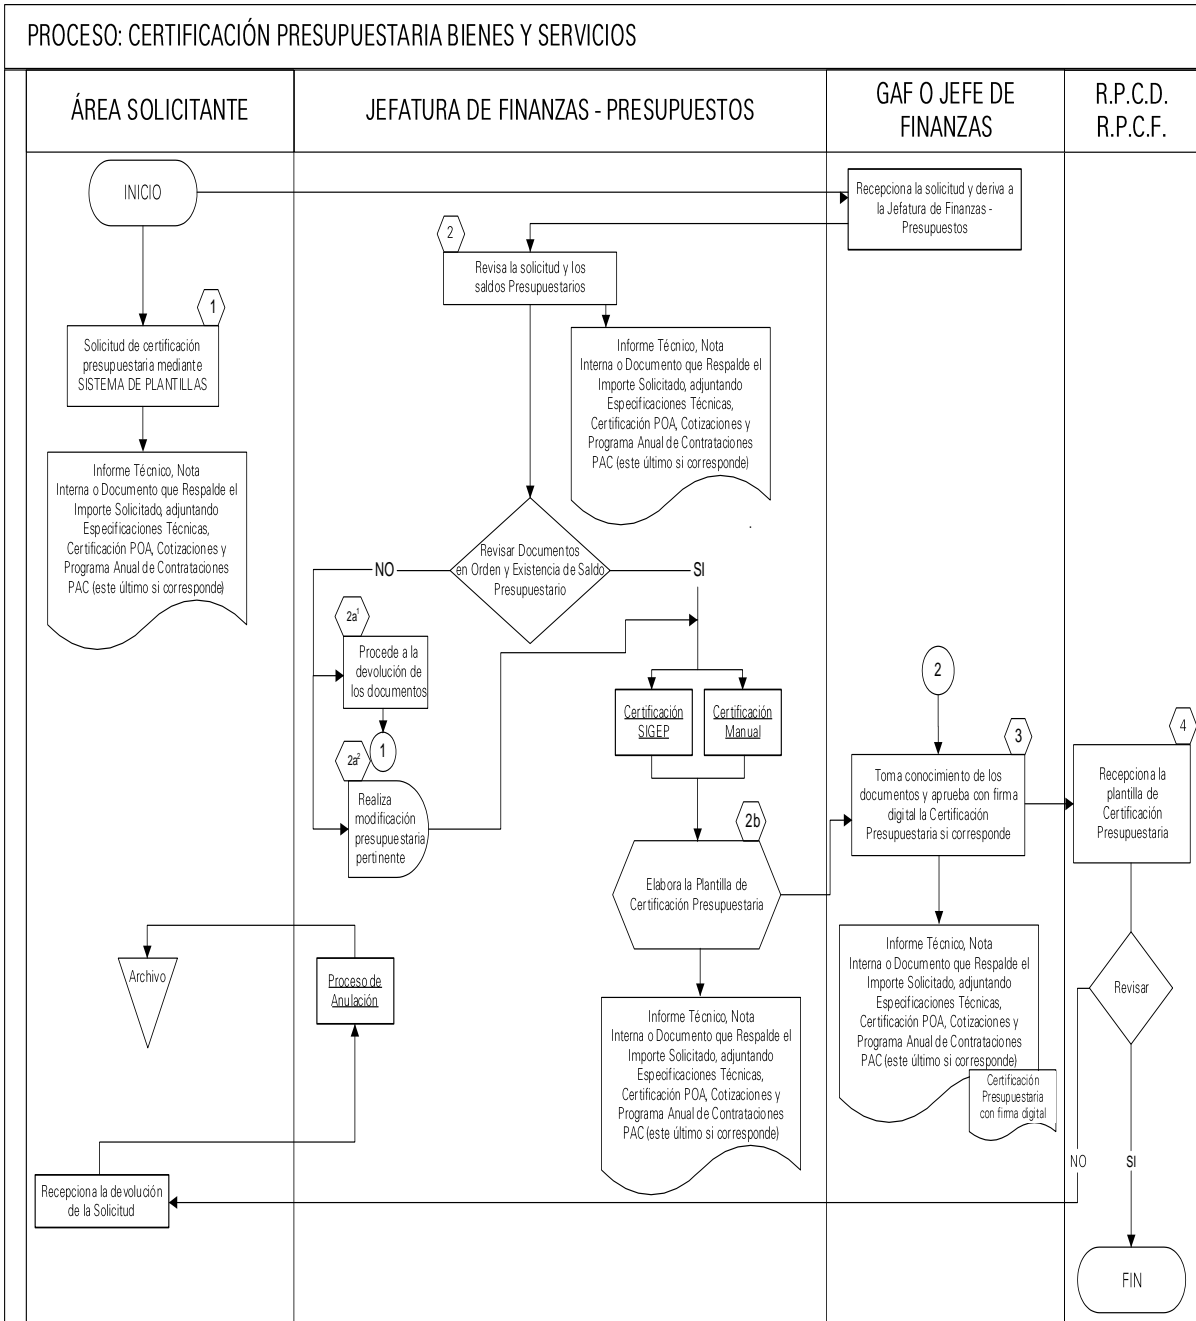 PROCESO: CERTIFICACIÓN PRESUPUESTARIA BIENES Y SERVICIOS
ÁREA SOLICITANTE
JEFATURA DE FINANZAS - PRESUPUESTOS
GAF O JEFE DE
FINANZAS
R.P.C.D.
R.P.C.F.
INICIO
Recepciona la solicitud y deriva a
la Jefatura de Finanzas -
Presupuestos
2
Revisa la solicitud y los
saldos Presupuestarios
1
Solicitud de certificación
presupuestaria mediante
SISTEMA DE PLANTILLAS
Informe Técnico, Nota
Interna o Documento que Respalde el
Importe Solicitado, adjuntando
Especificaciones Técnicas,
Certificación POA, Cotizaciones y
Programa Anual de Contrataciones
PAC (este último si corresponde)
Informe Técnico, Nota
Interna o Documento que Respalde el
Importe Solicitado, adjuntando
Especificaciones Técnicas,
Certificación POA, Cotizaciones y
Programa Anual de Contrataciones
PAC (este último si corresponde)
Revisar Documentos
en Orden y Existencia de Saldo
Presupuestario
NO
SI
2a¹
Procede a la
devolución de
los documentos
1
2a²
Realiza
modificación
presupuestaria
pertinente
Certificación
SIGEP
Certificación
Manual
2b
Elabora la Plantilla de
Certificación Presupuestaria
Informe Técnico, Nota
Interna o Documento que Respalde el
Importe Solicitado, adjuntando
Especificaciones Técnicas,
Certificación POA, Cotizaciones y
Programa Anual de Contrataciones
PAC (este último si corresponde)
2
3
Toma conocimiento de los
documentos y aprueba con firma
digital la Certificación
Presupuestaria si corresponde
Informe Técnico, Nota
Interna o Documento que Respalde el
Importe Solicitado, adjuntando
Especificaciones Técnicas,
Certificación POA, Cotizaciones y
Programa Anual de Contrataciones
PAC (este último si corresponde)
Certificación
Presupuestaria
con firma digital
4
Recepciona la
plantilla de
Certificación
Presupuestaria
Revisar
NO
SI
Archivo
Proceso de
Anulación
Recepciona la devolución
de la Solicitud
FIN